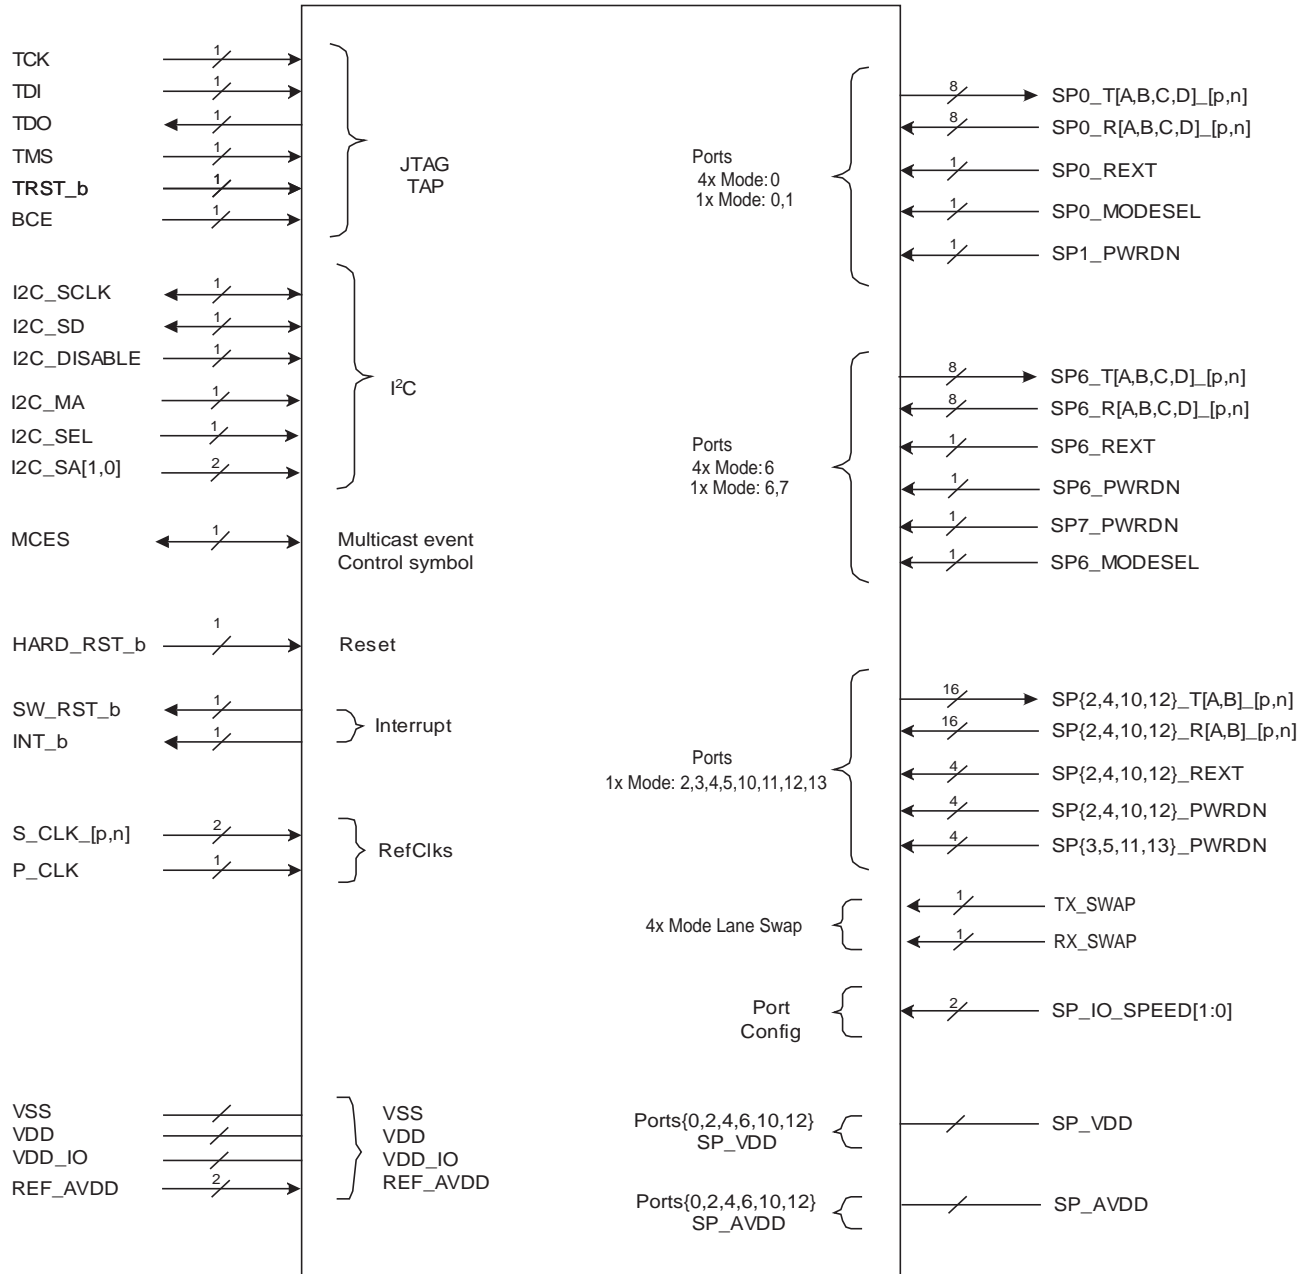 TCK
1
TDI
1
TDO
1
TMS
1
TRST_b
1
BCE
1
JTAG
TAP
I2C_SCLK
1
I2C_SD
1
I2C_DISABLE
1
I2C_MA
1
I2C_SEL
1
I2C_SA[1,0]
2
I²C
MCES
1
Multicast event
Control symbol
HARD_RST_b
1
Reset
SW_RST_b
1
INT_b
1
Interrupt
S_CLK_[p,n]
2
P_CLK
1
RefClks
VSS
VDD
VDD_IO
REF_AVDD
2
VSS
VDD
VDD_IO
REF_AVDD
Ports
4x Mode: 0
1x Mode: 0,1
8
SP0_T[A,B,C,D]_[p,n]
8
SP0_R[A,B,C,D]_[p,n]
1
SP0_REXT
1
SP0_MODESEL
1
SP1_PWRDN
Ports
4x Mode: 6
1x Mode: 6,7
8
SP6_T[A,B,C,D]_[p,n]
8
SP6_R[A,B,C,D]_[p,n]
1
SP6_REXT
1
SP6_PWRDN
1
SP7_PWRDN
1
SP6_MODESEL
Ports
1x Mode: 2,3,4,5,10,11,12,13
16
SP{2,4,10,12}_T[A,B]_[p,n]
16
SP{2,4,10,12}_R[A,B]_[p,n]
4
SP{2,4,10,12}_REXT
4
SP{2,4,10,12}_PWRDN
4
SP{3,5,11,13}_PWRDN
4x Mode Lane Swap
1
TX_SWAP
1
RX_SWAP
Port
Config
2
SP_IO_SPEED[1:0]
Ports{0,2,4,6,10,12}
SP_VDD
SP_VDD
Ports{0,2,4,6,10,12}
SP_AVDD
SP_AVDD